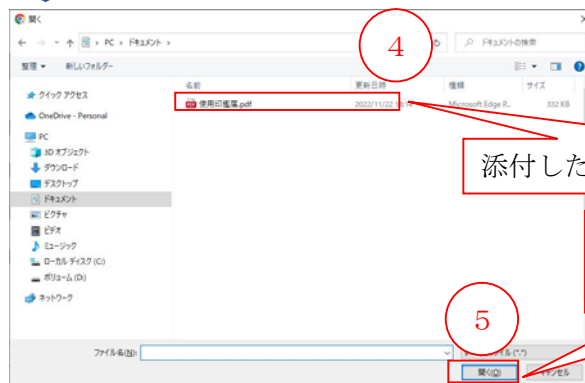 開く
← → ↑ > PC > ドキュメント >
ドキュメントの検索
整理 ▼ 新しいフォルダー
名前 更新日時 種類 サイズ
使用印鑑届.pdf 2022/11/22 Microsoft Edge P... 332 KB
クイック アクセス
OneDrive - Personal
PC
3D オブジェクト
ダウンロード
デスクトップ
ドキュメント
ピクチャ
ビデオ
ミュージック
ローカル ディスク (C:)
ボリューム (D:)
ネットワーク
4
添付した
5
ファイル名(N):
(*.*)
開く(O) キャンセル